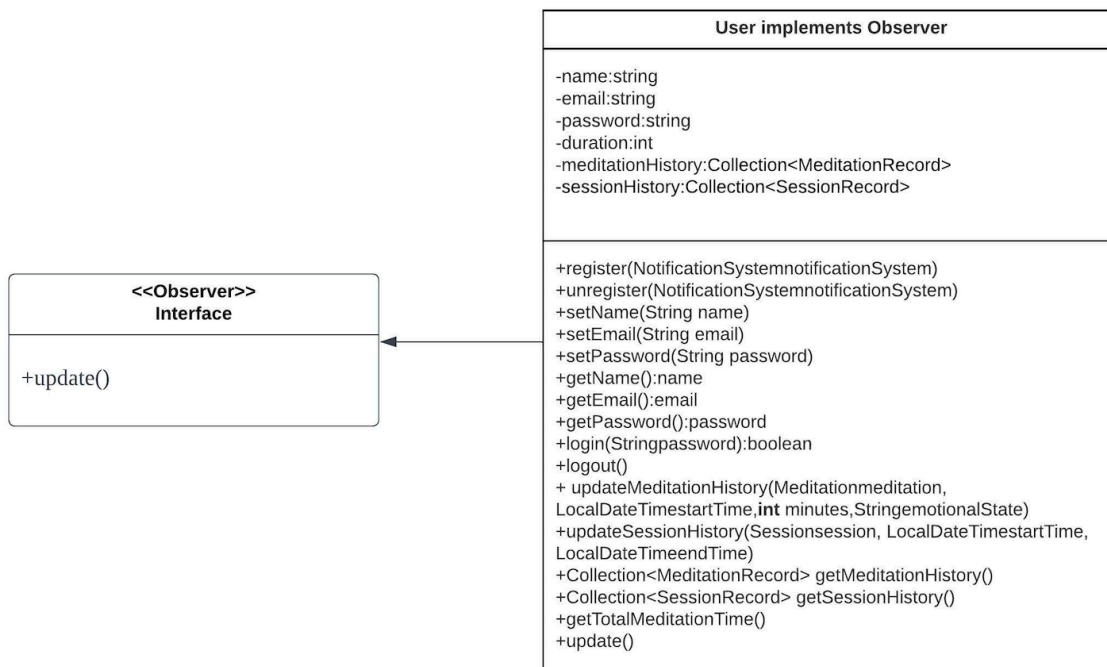 <<Observer>>
Interface
+update()
User implements Observer
-name:string
-email:string
-password:string
-duration:int
-meditationHistory:Collection<MeditationRecord>
-sessionHistory:Collection<SessionRecord>
+register(NotificationSystemnotificationSystem)
+unregister(NotificationSystemnotificationSystem)
+setName(String name)
+setEmail(String email)
+setPassword(String password)
+getName():name
+getEmail():email
+getPassword():password
+login(Stringpassword):boolean
+logout()
+ updateMeditationHistory(Meditationmeditation,
LocalDateTimestartTime,int minutes,StringemotionalState)
+updateSessionHistory(Sessionsession, LocalDateTimestartTime,
LocalDateTimeendTime)
+Collection<MeditationRecord> getMeditationHistory()
+Collection<SessionRecord> getSessionHistory()
+getTotalMeditationTime()
+update()